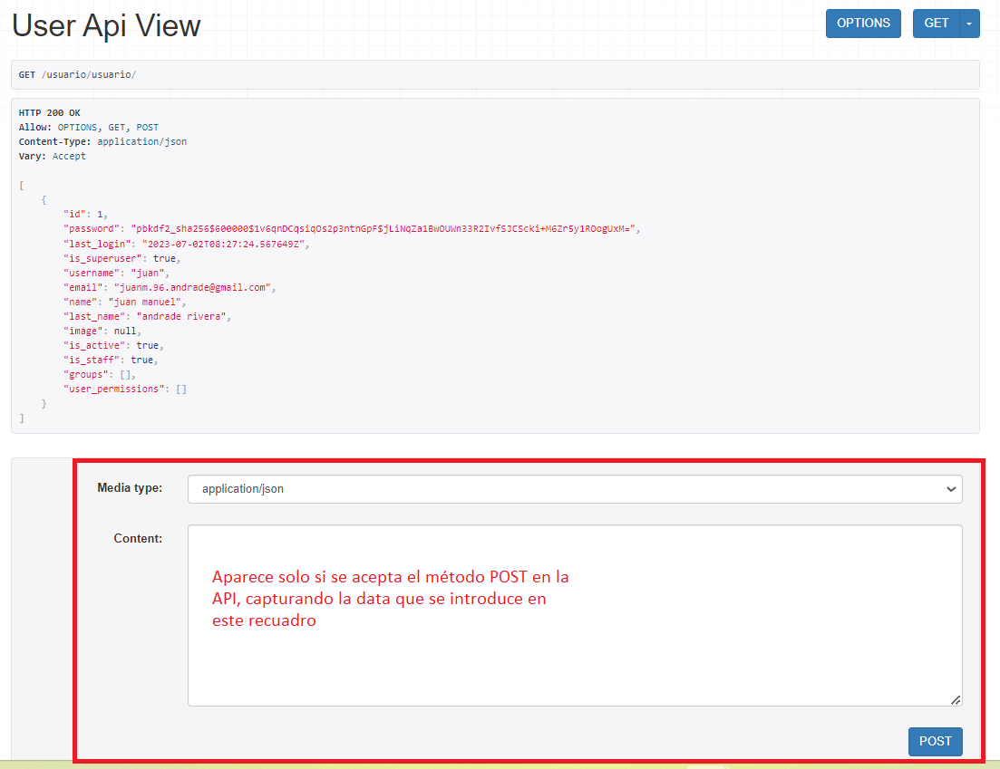 User Api View
OPTIONS
GET
GET /usuario/usuario/
HTTP 200 OK
Allow: OPTIONS, GET, POST
Content-Type: application/json
Vary: Accept
[
{
"id": 1,
"password": "pbkdf2_sha256$600000$1v6qnDCqsiqOs2p3ntnGpF$jLiNqZa1BwOUWn33R2IvfSJCScki+M6Zr5y1ROogUxM=",
"last_login": "2023-07-02T08:27:24.567649Z",
"is_superuser": true,
"username": "juan",
"email": "juanm.96.andrade@gmail.com",
"name": "juan manuel",
"last_name": "andrade rivera",
"image": null,
"is_active": true,
"is_staff": true,
"groups": [],
"user_permissions": []
}
]
Media type:
application/json
Content:
Aparece solo si se acepta el método POST en la
API, capturando la data que se introduce en
este recuadro
POST